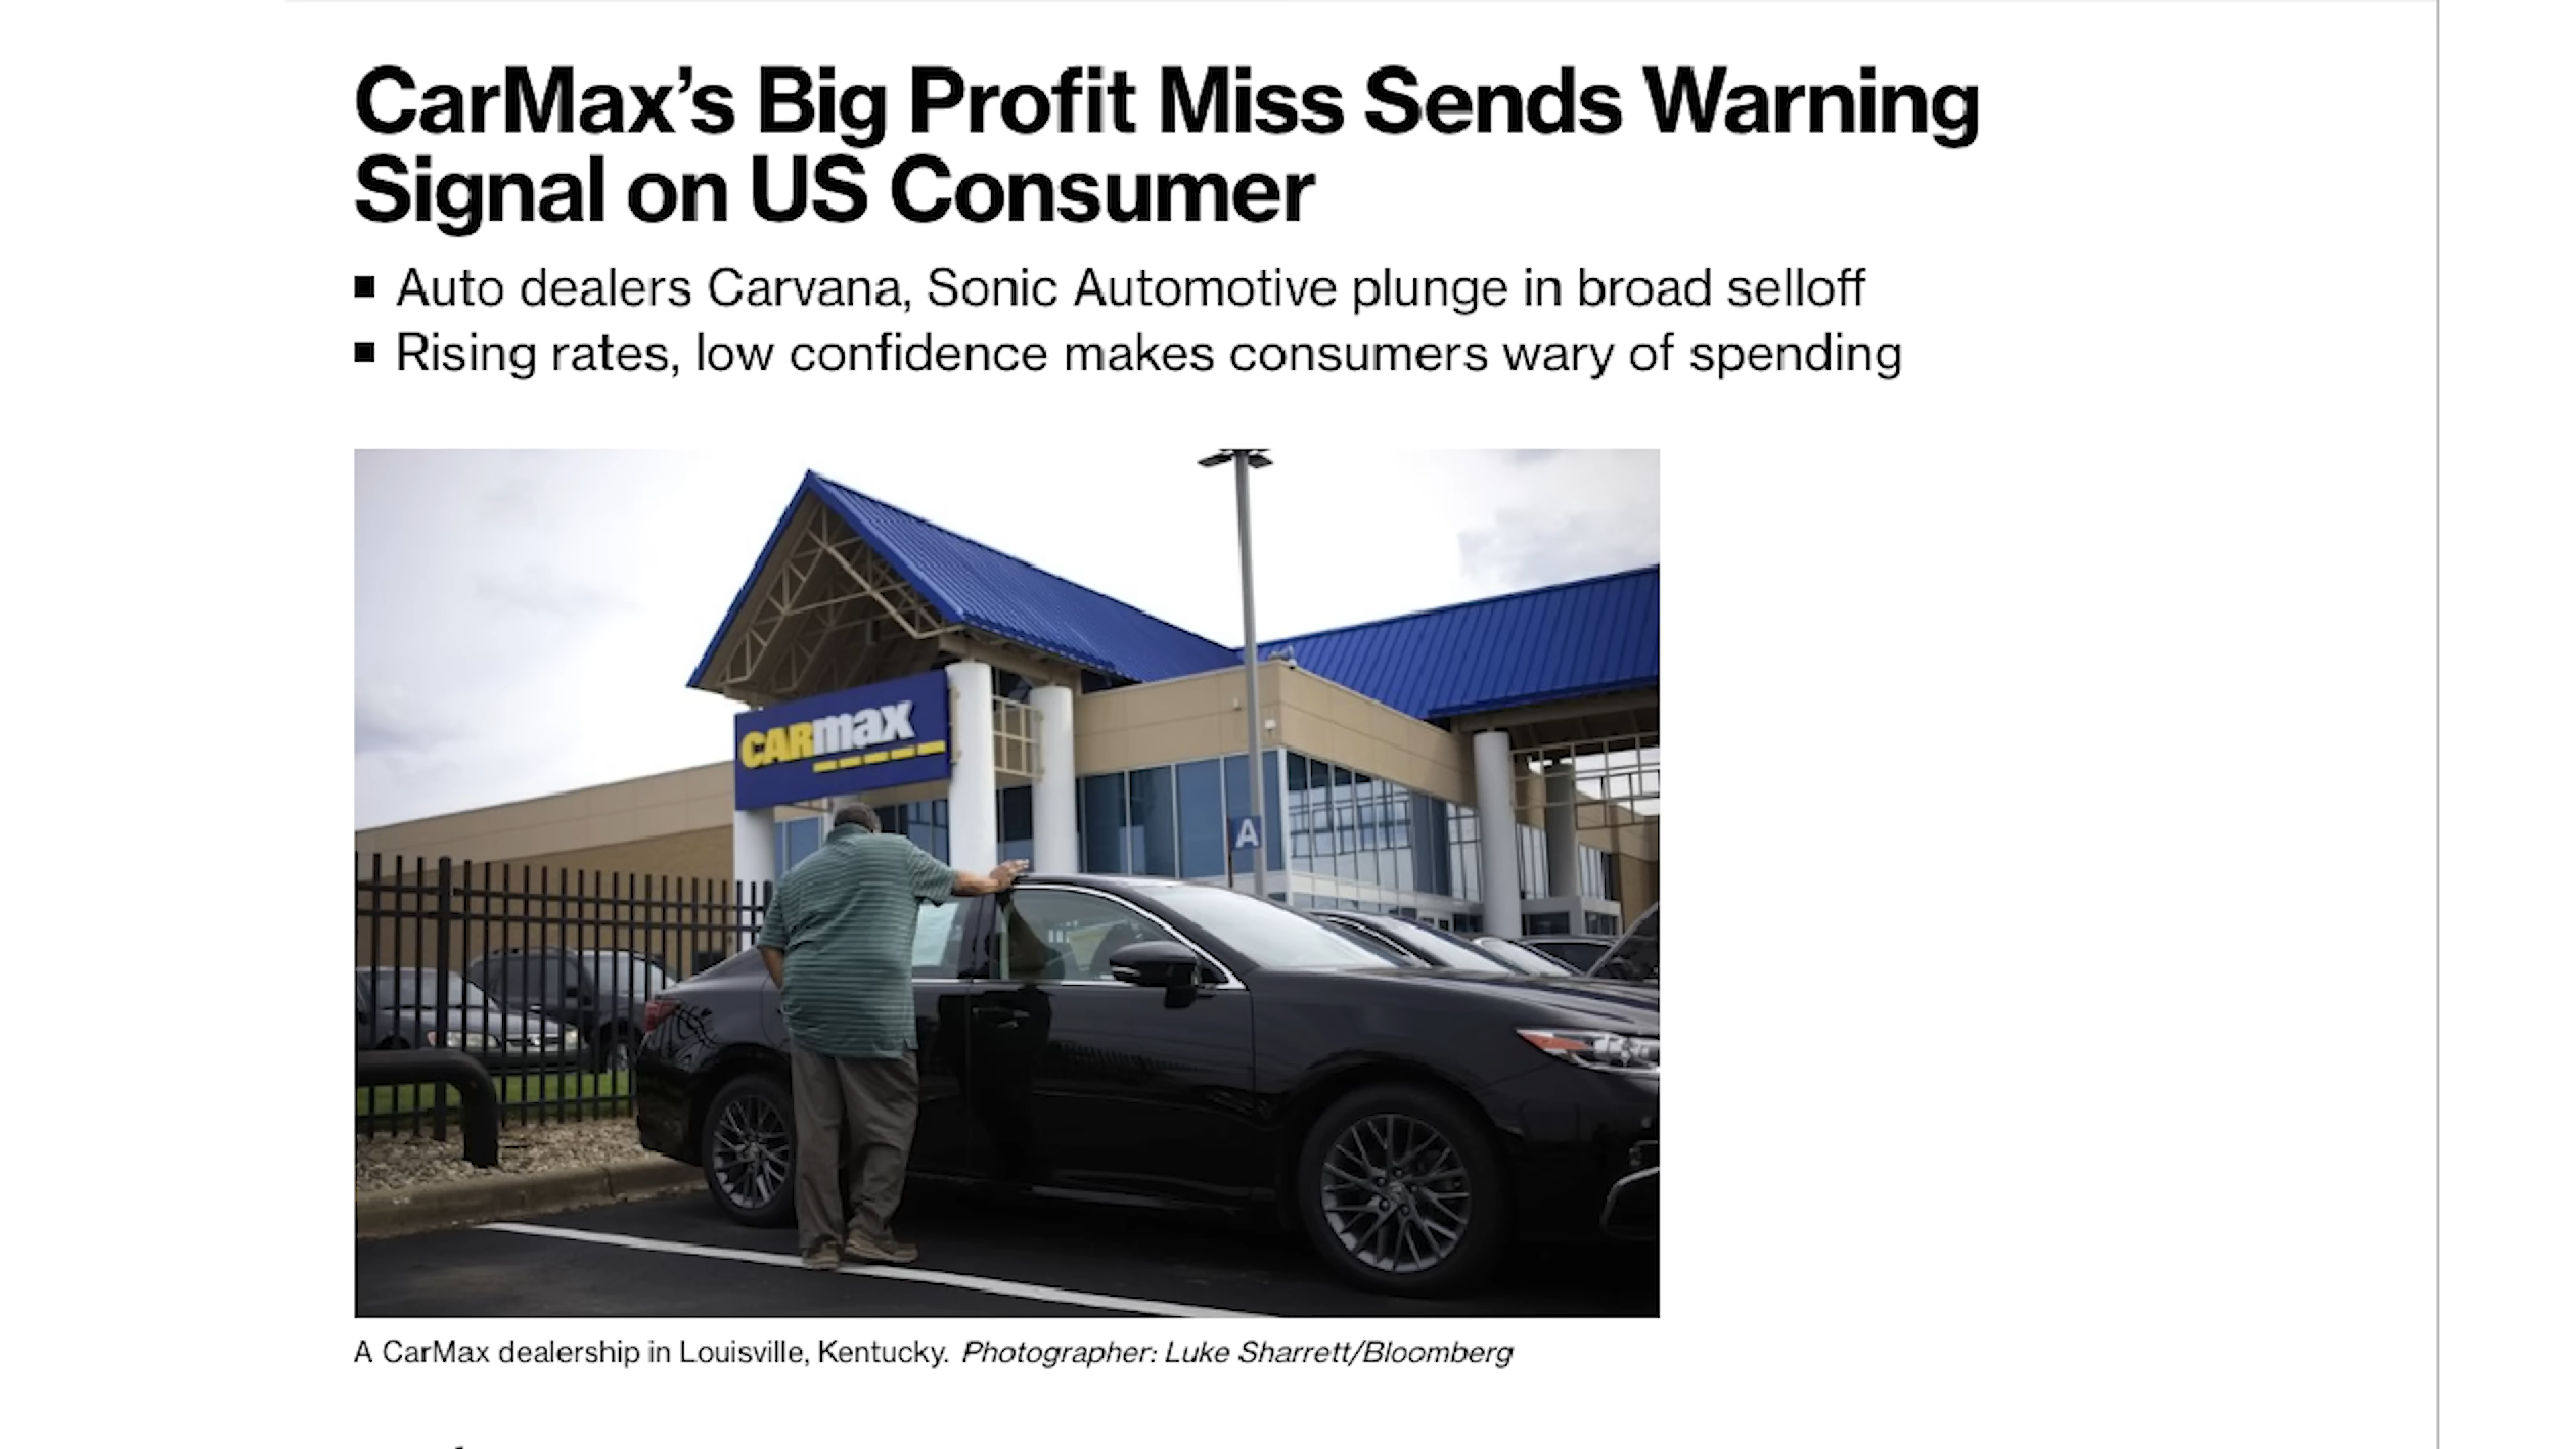 CarMax’s Big Profit Miss Sends Warning
Signal on US Consumer
■ Auto dealers Carvana, Sonic Automotive plunge in broad selloff
■ Rising rates, low confidence makes consumers wary of spending
CARmax
A
A CarMax dealership in Louisville, Kentucky. Photographer: Luke Sharrett/Bloomberg